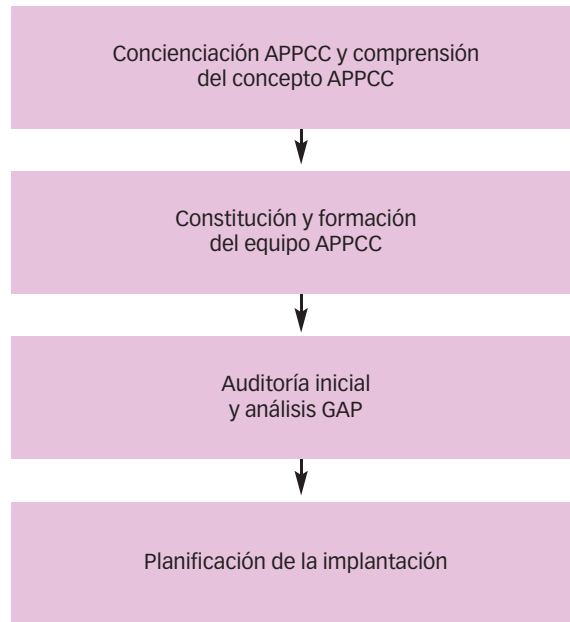 Concienciación APPCC y comprensión
del concepto APPCC
Constitución y formación
del equipo APPCC
Auditoría inicial
y análisis GAP
Planificación de la implantación